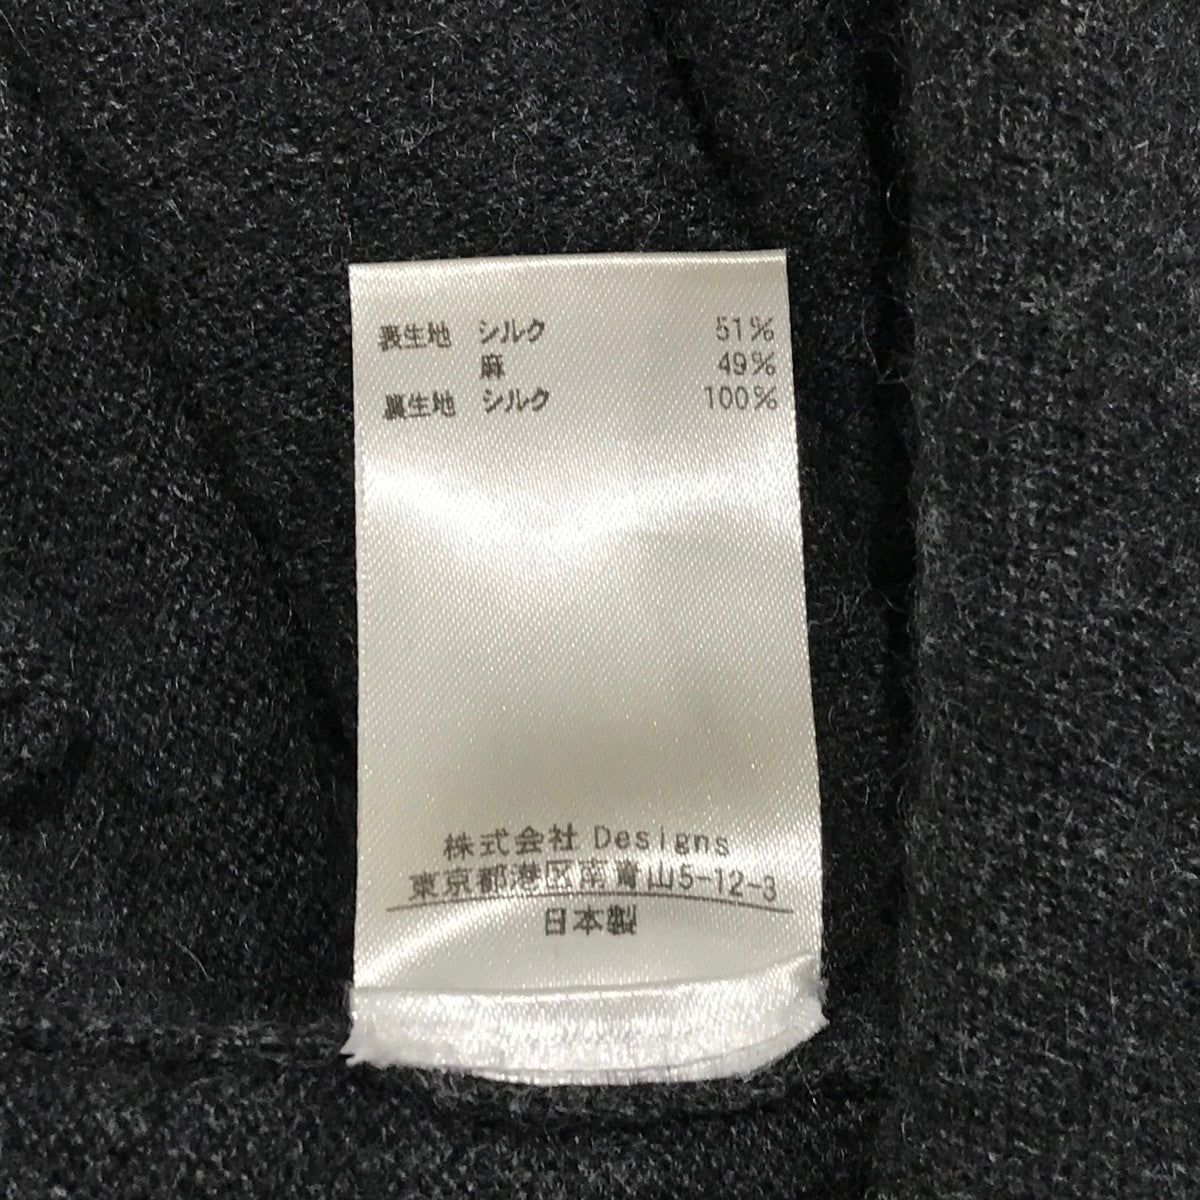 表生地 シルク 51%
麻 49%
裏生地 シルク 100%
株式会社 Designs
東京都港区南青山5-12-3
日本製